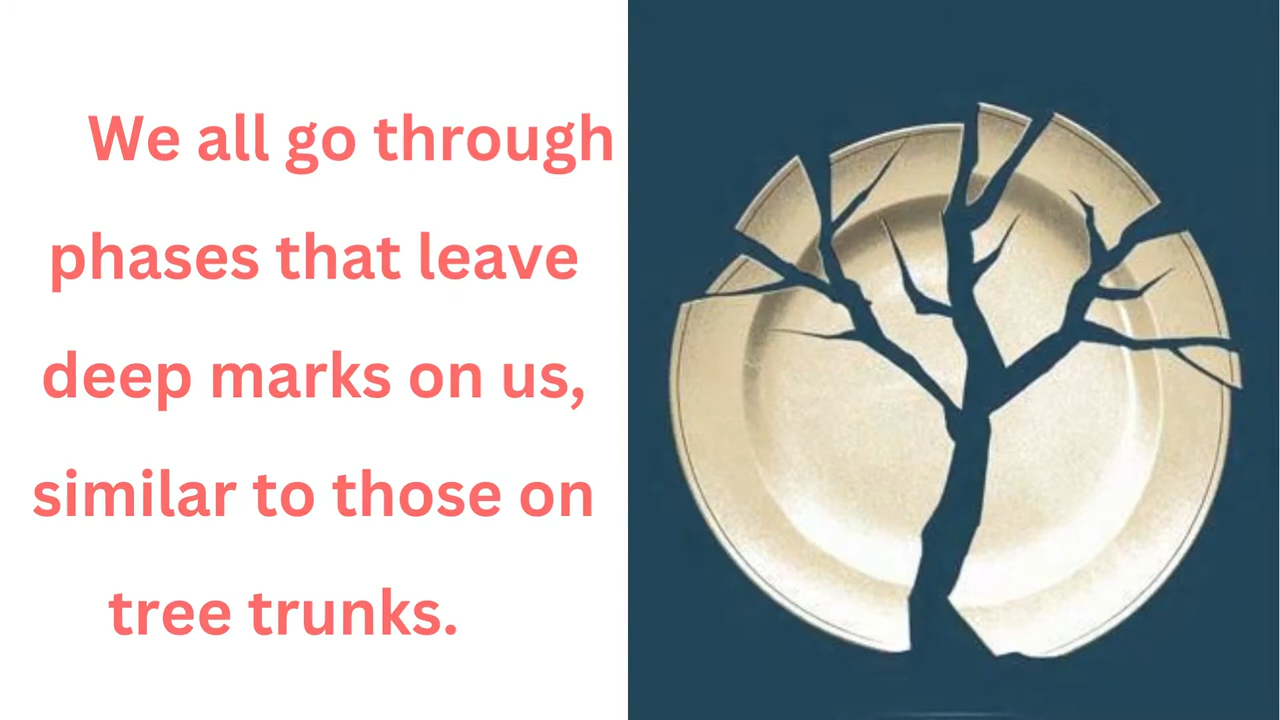 We all go through
phases that leave
deep marks on us,
similar to those on
tree trunks.